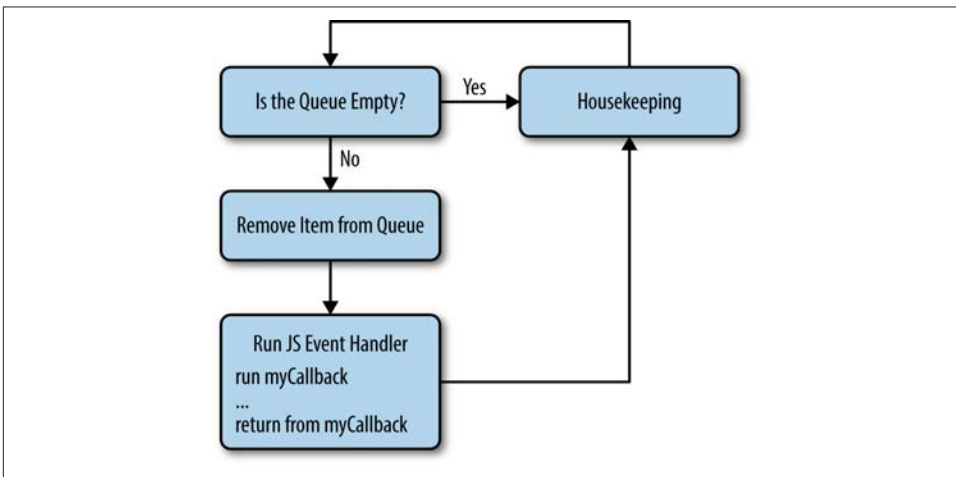 Is the Queue Empty?
Yes
Housekeeping
No
Remove Item from Queue
Run JS Event Handler
run myCallback
...
return from myCallback